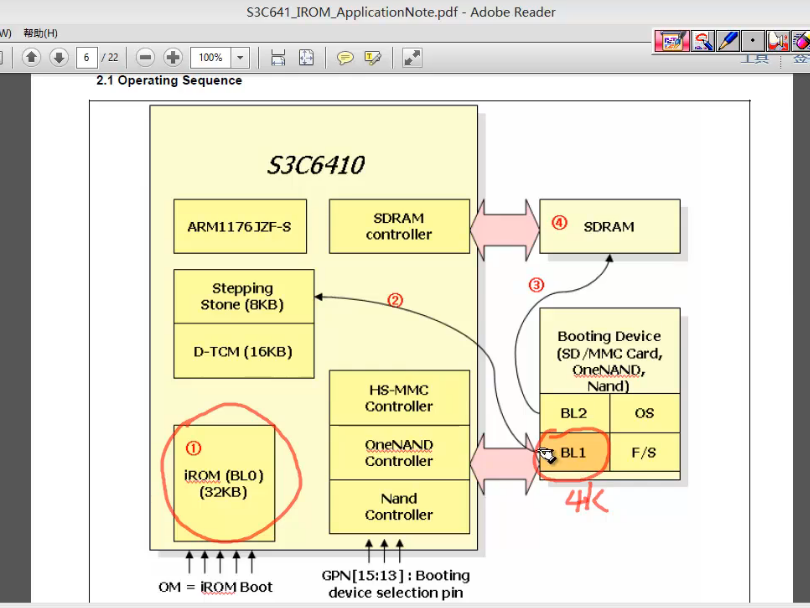 S3C641_IROM_ApplicationNote.pdf - Adobe Reader
W) 帮助(H)
6 / 22
100%
工具
2.1 Operating Sequence
S3C6410
ARM1176JZF-S
SDRAM
controller
④ SDRAM
Stepping
Stone (8KB)
②
③
D-TCM (16KB)
Booting Device
(SD/MMC Card,
OneNAND,
Nand)
HS-MMC
Controller
BL2
OS
①
iROM (BL0)
(32KB)
OneNAND
Controller
BL1
F/S
4K
Nand
Controller
OM = iROM Boot
GPN[15:13] : Booting
device selection pin